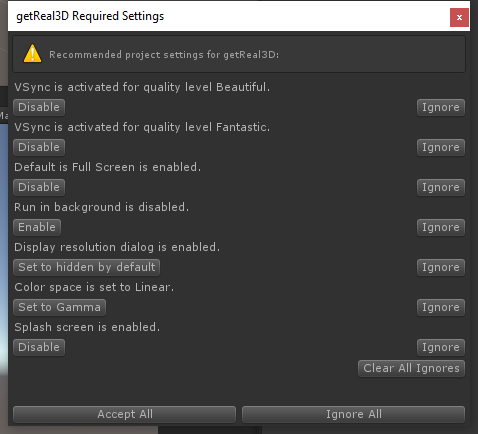 getReal3D Required Settings
x
Recommended project settings for getReal3D:
VSync is activated for quality level Beautiful.
Disable Ignore
VSync is activated for quality level Fantastic.
Disable Ignore
Default is Full Screen is enabled.
Disable Ignore
Run in background is disabled.
Enable Ignore
Display resolution dialog is enabled.
Set to hidden by default Ignore
Color space is set to Linear.
Set to Gamma Ignore
Splash screen is enabled.
Disable Ignore
Clear All Ignores
Accept All Ignore All